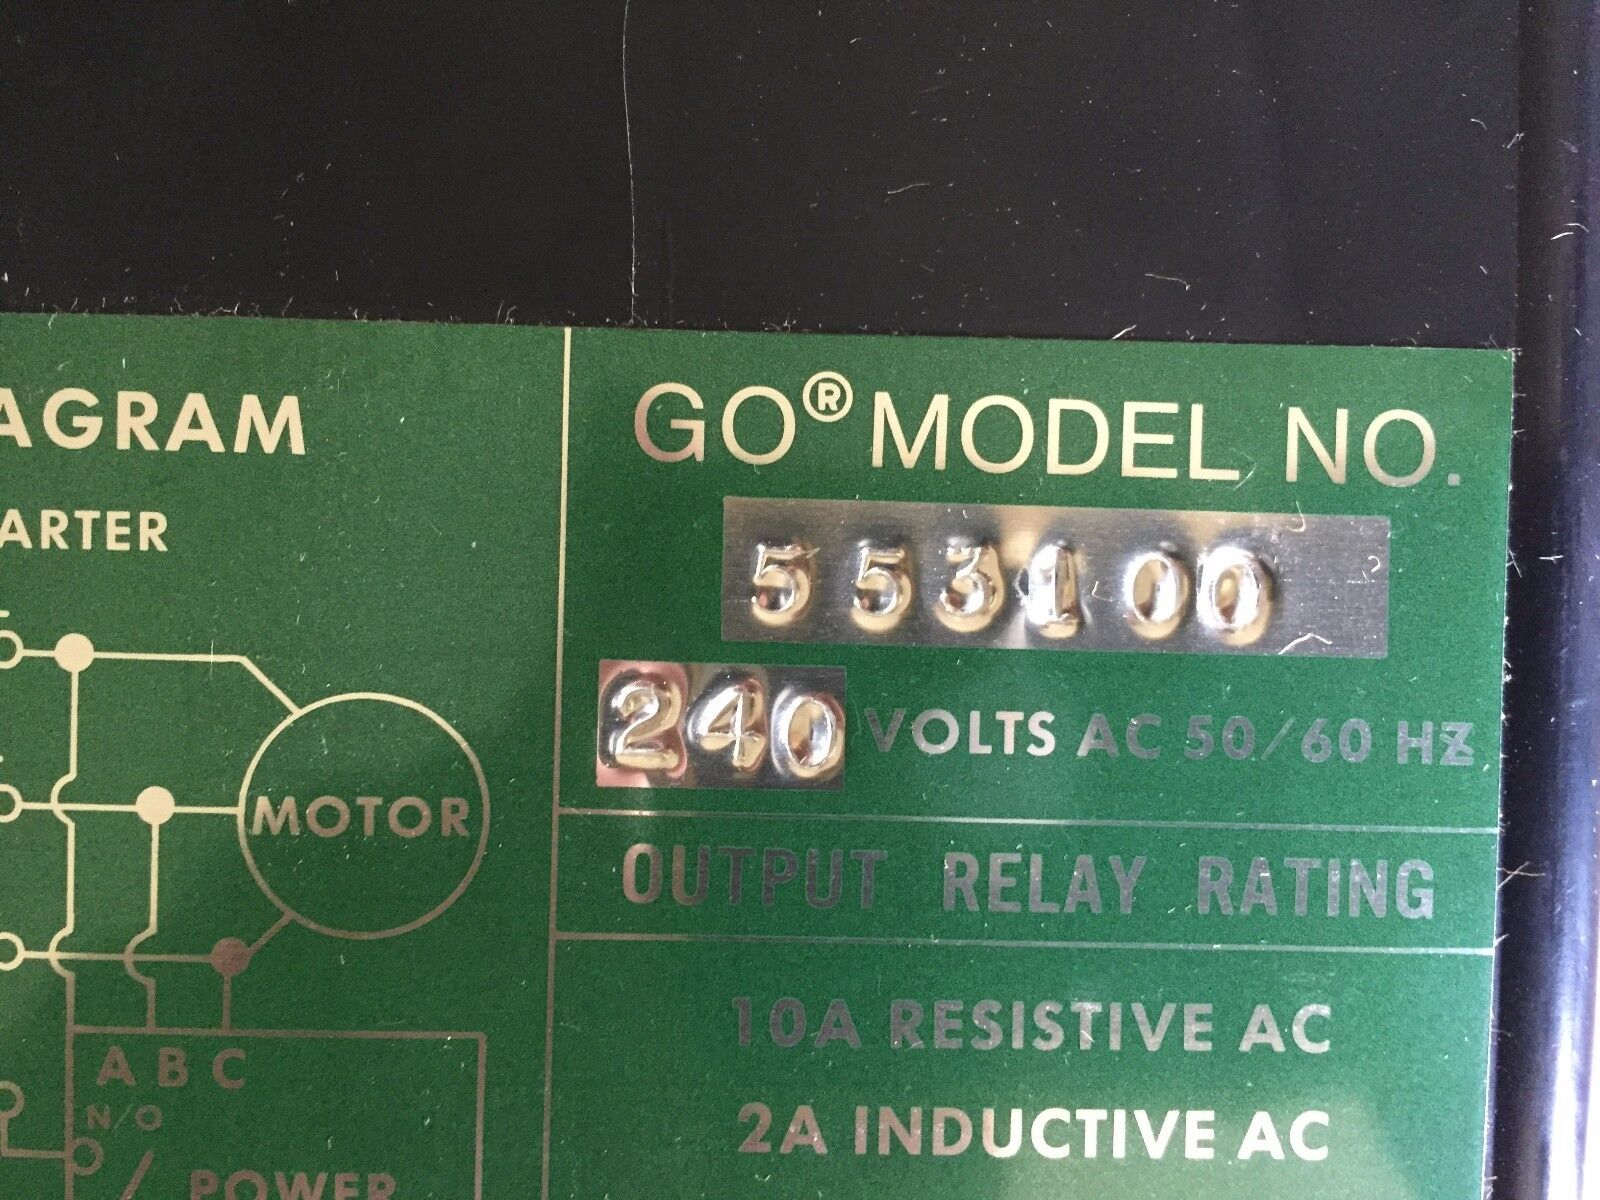 AGRAM
ARTER
MOTOR
A B C
N/O
POWER
GO® MODEL NO.
553100
240 VOLTS AC 50/60 HZ
OUTPUT RELAY RATING
10A RESISTIVE AC
2A INDUCTIVE AC